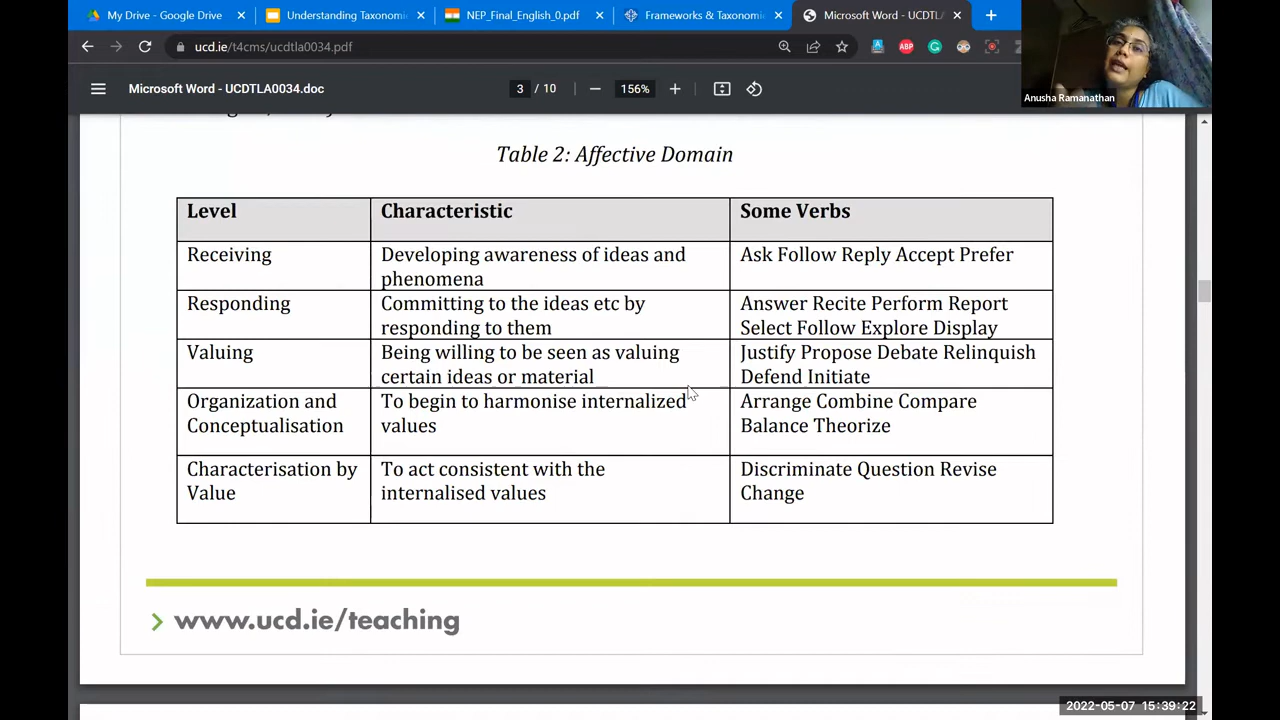 My Drive - Google Drive
Understanding Taxonomi
NEP_Final_English_0.pdf
Frameworks & Taxonomi
Microsoft Word - UCDTLA
ucd.ie/t4cms/ucdtla0034.pdf
ABP
Anusha Ramanathan
Microsoft Word - UCDTLA0034.doc
3 / 10
156%
Table 2: Affective Domain
Level Characteristic Some Verbs
Receiving Developing awareness of ideas and Ask Follow Reply Accept Prefer
phenomena
Responding Committing to the ideas etc by Answer Recite Perform Report
responding to them Select Follow Explore Display
Valuing Being willing to be seen as valuing Justify Propose Debate Relinquish
certain ideas or material Defend Initiate
Organization and To begin to harmonise internalized Arrange Combine Compare
Conceptualisation values Balance Theorize
Characterisation by To act consistent with the Discriminate Question Revise
Value internalised values Change
www.ucd.ie/teaching
2022-05-07 15:39:22